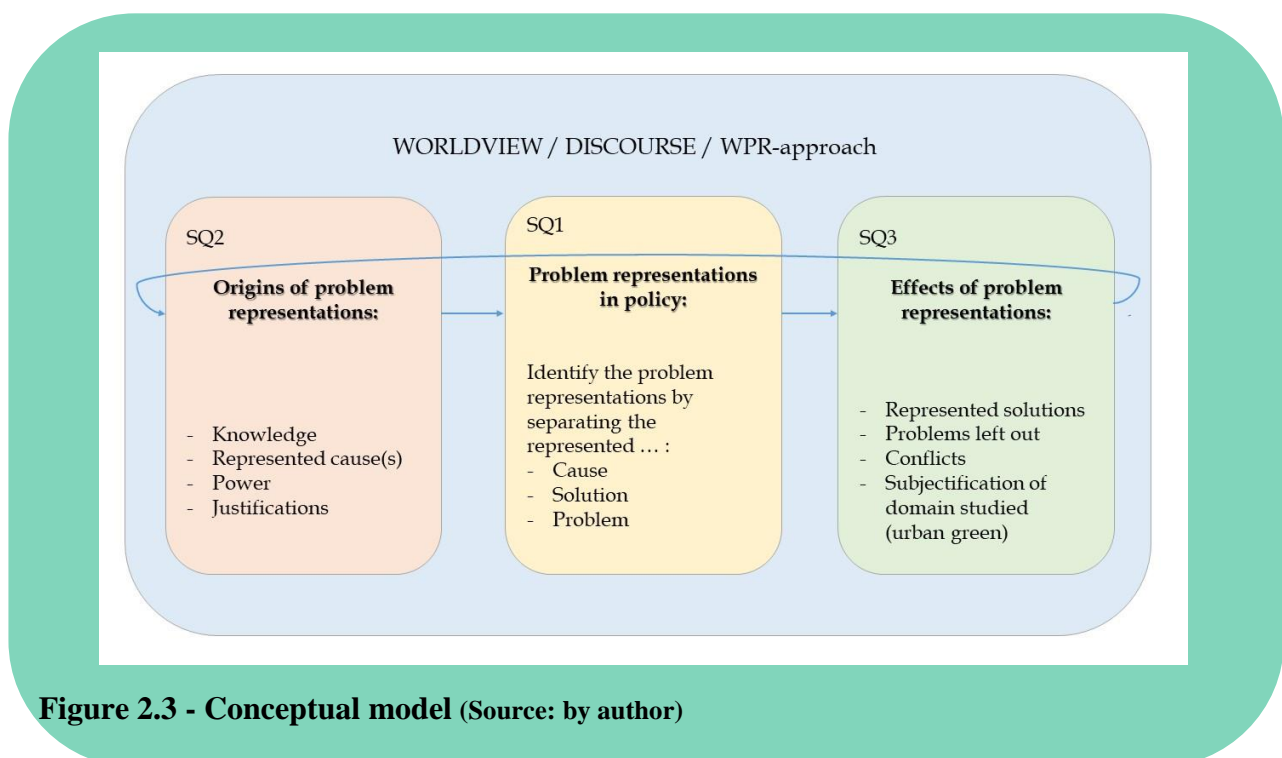 WORLDVIEW / DISCOURSE / WPR-approach
SQ2
Origins of problem
representations:
- Knowledge
- Represented cause(s)
- Power
- Justifications
SQ1
Problem representations
in policy:
Identify the problem
representations by
separating the
represented … :
- Cause
- Solution
- Problem
SQ3
Effects of problem
representations:
- Represented solutions
- Problems left out
- Conflicts
- Subjectification of
domain studied
(urban green)
Figure 2.3 - Conceptual model (Source: by author)